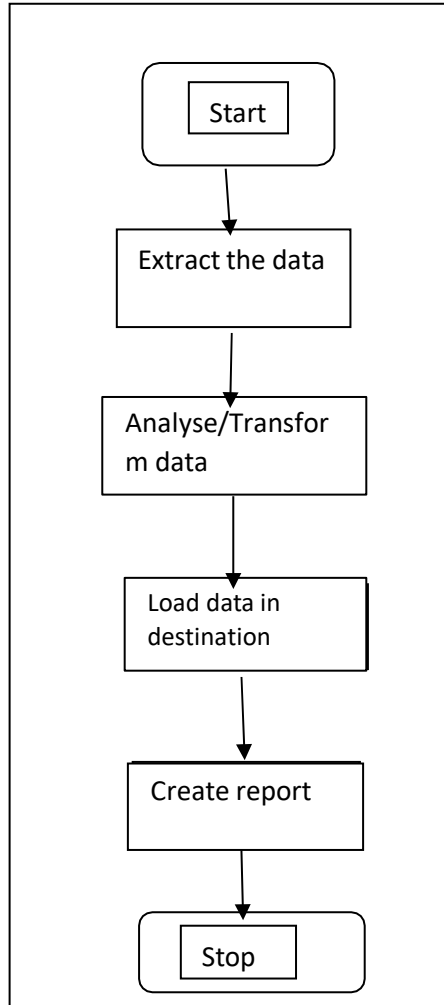 Start
Extract the data
Analyse/Transfor
m data
Load data in
destination
Create report
Stop